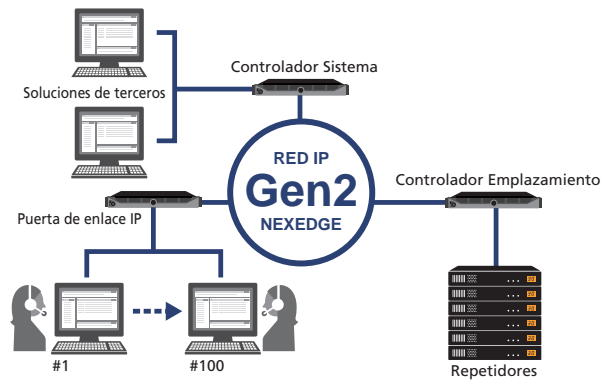 Controlador Sistema
Soluciones de terceros
RED IP
Gen2
NEXEDGE
Controlador Emplazamiento
Puerta de enlace IP
#1
#100
Repetidores